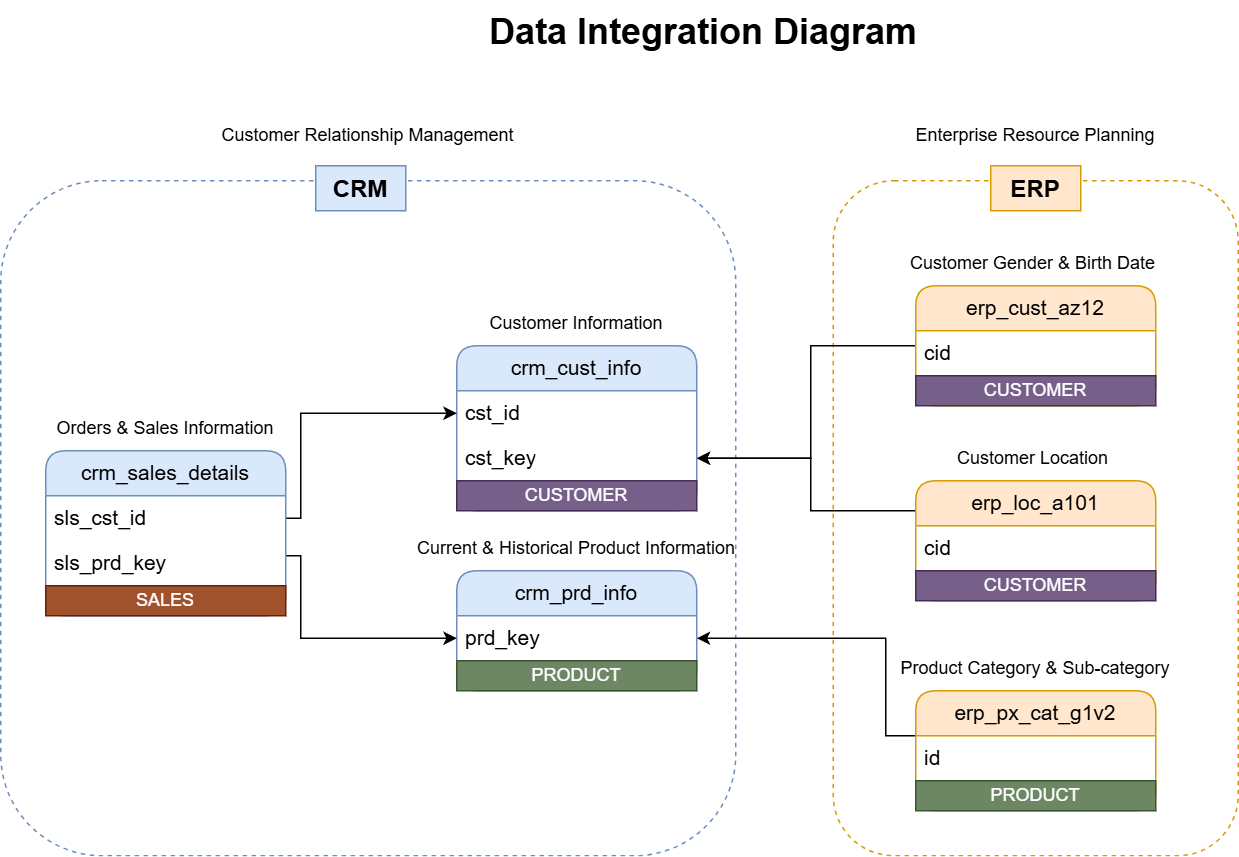 Data Integration Diagram
Customer Relationship Management
CRM
Orders & Sales Information
crm_sales_details
sls_cst_id
sls_prd_key
SALES
Customer Information
crm_cust_info
cst_id
cst_key
CUSTOMER
Current & Historical Product Information
crm_prd_info
prd_key
PRODUCT
Enterprise Resource Planning
ERP
Customer Gender & Birth Date
erp_cust_az12
cid
CUSTOMER
Customer Location
erp_loc_a101
cid
CUSTOMER
Product Category & Sub-category
erp_px_cat_g1v2
id
PRODUCT